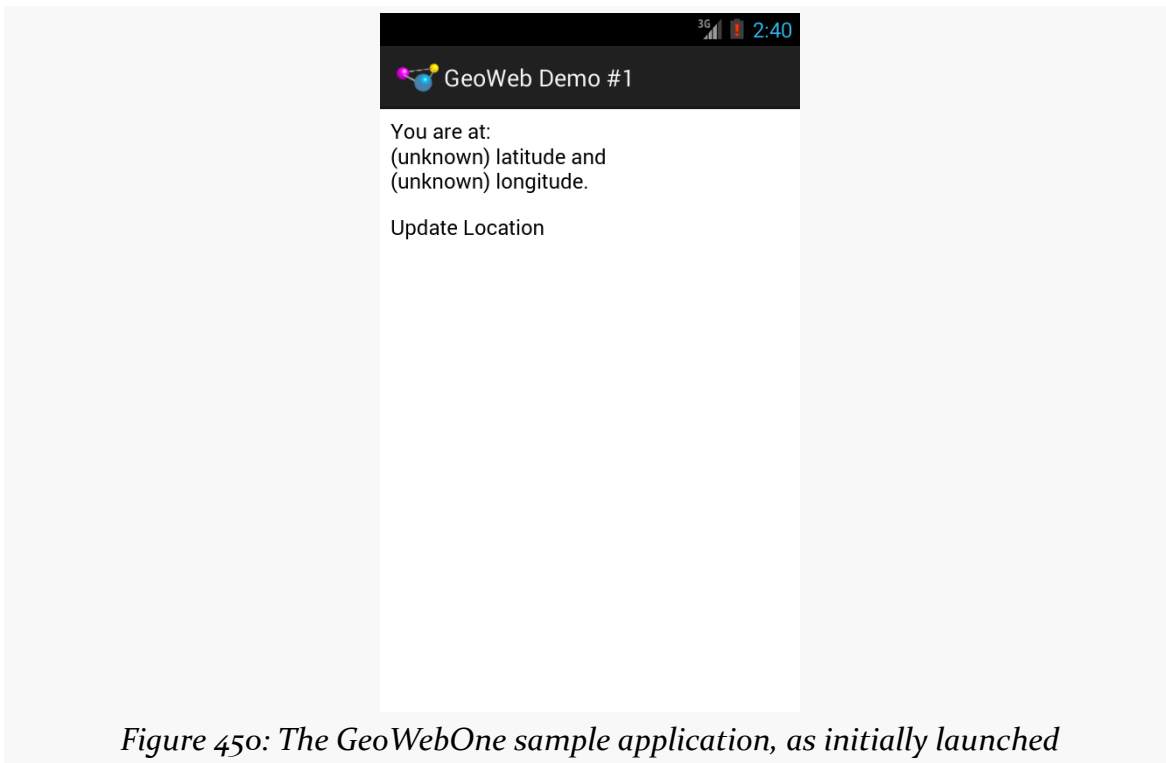 3G 2:40
GeoWeb Demo #1
You are at:
(unknown) latitude and
(unknown) longitude.
Update Location
Figure 450: The GeoWebOne sample application, as initially launched